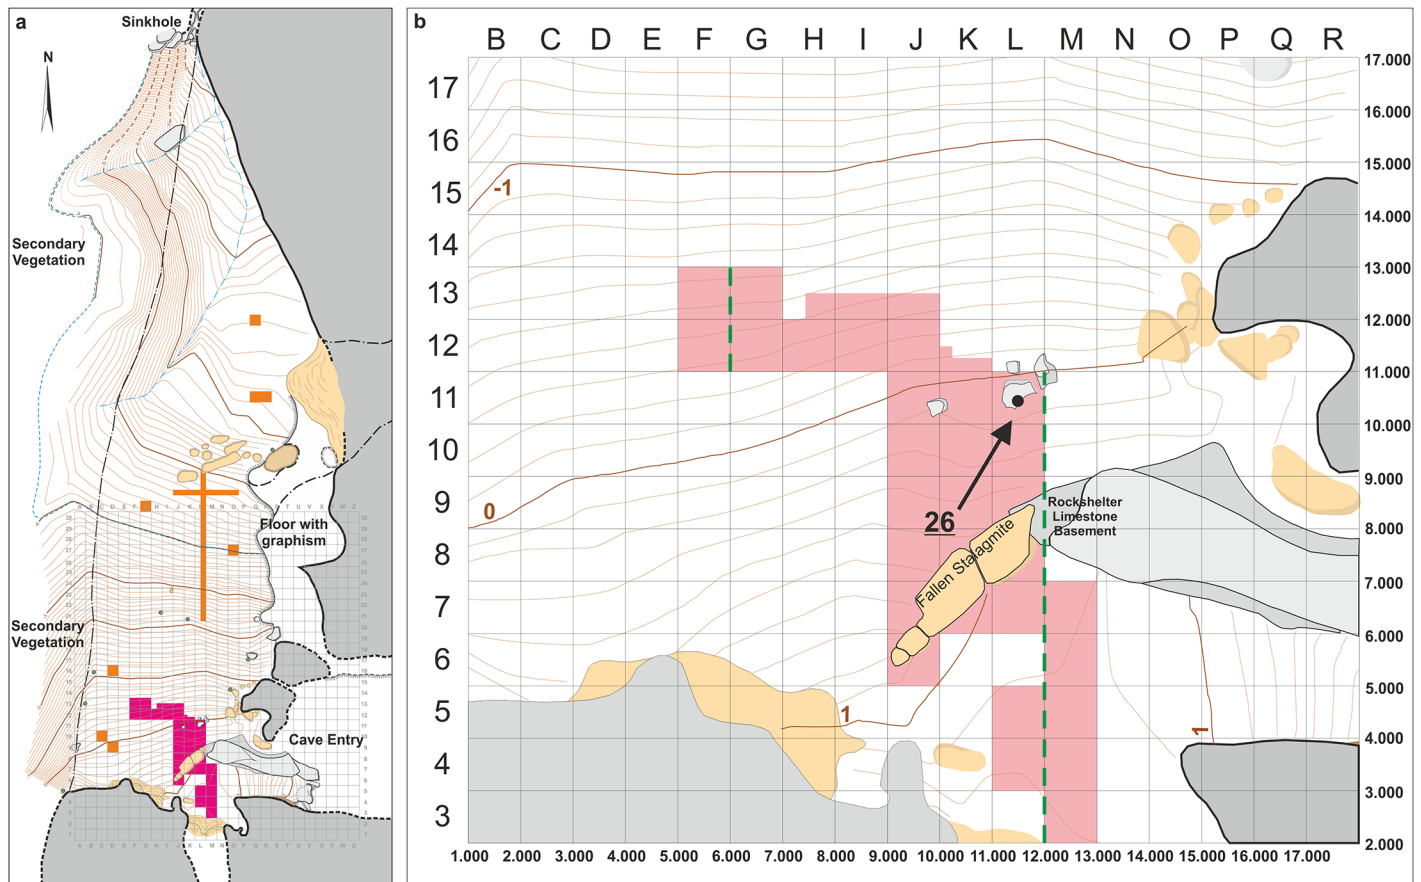 a
Sinkhole
N
Secondary
Vegetation
Floor with
graphism
Secondary
Vegetation
Cave Entry
b
B C D E F G H I J K L M N O P Q R
17
16
15
14
13
12
11
10
9
8
7
6
5
4
3
-1
0
1
1
26
Fallen Stalagmite
Rockshelter
Limestone
Basement
17.000
16.000
15.000
14.000
13.000
12.000
11.000
10.000
9.000
8.000
7.000
6.000
5.000
4.000
3.000
2.000
1.000 2.000 3.000 4.000 5.000 6.000 7.000 8.000 9.000 10.000 11.000 12.000 13.000 14.000 15.000 16.000 17.000